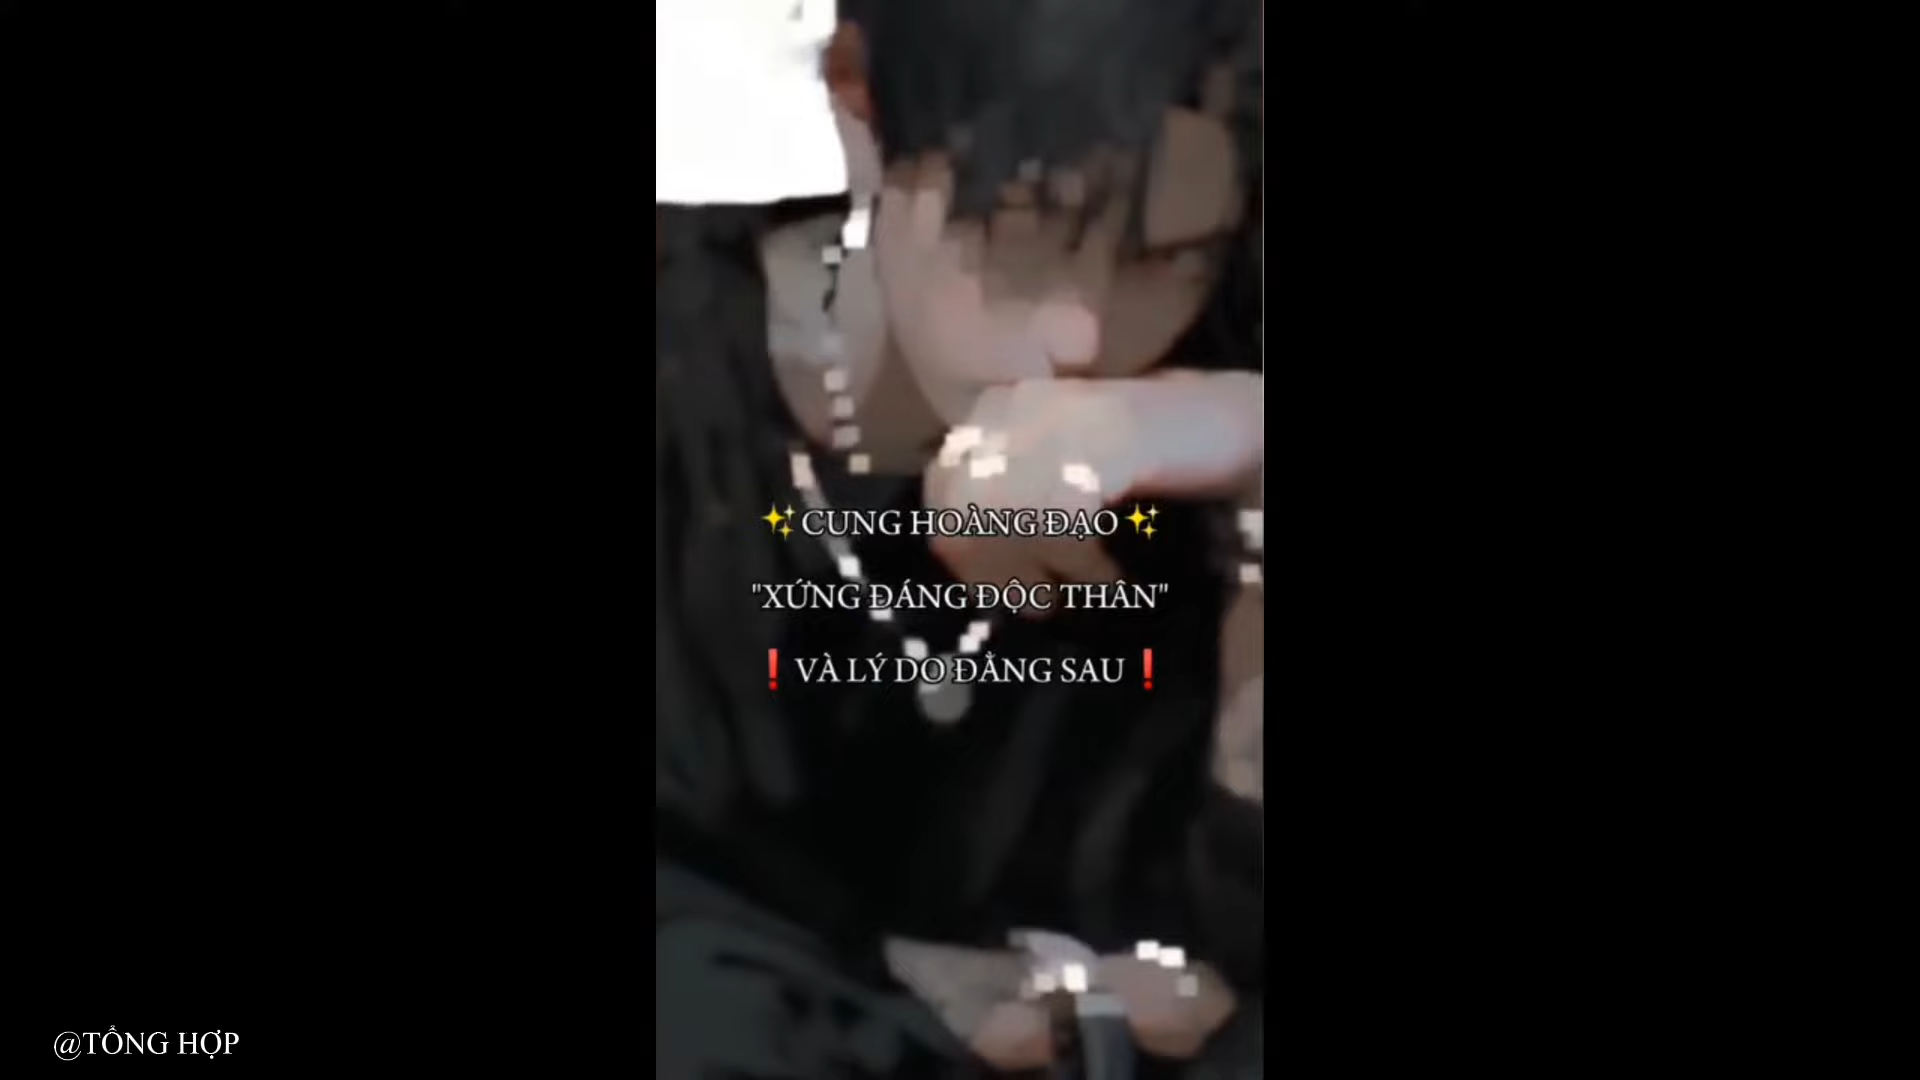 ✨CUNG HOÀNG ĐẠO✨
"XỨNG ĐÁNG ĐỘC THÂN"
❗VÀ LÝ DO ĐẰNG SAU❗
@TỔNG HỢP